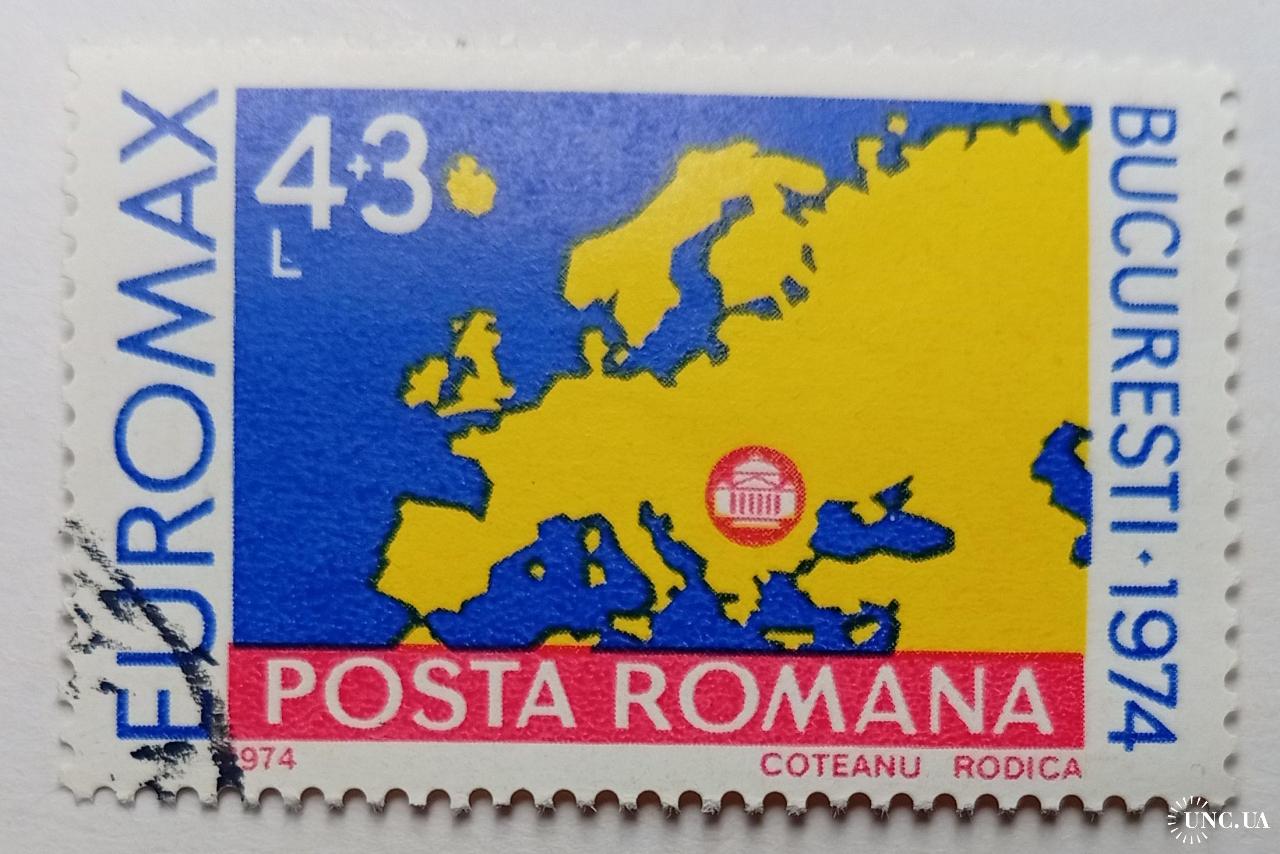 EUROMAX
4+3
L
BUCURESTI·1974
POSTA ROMANA
1974
COTEANU RODICA
UNC.UA